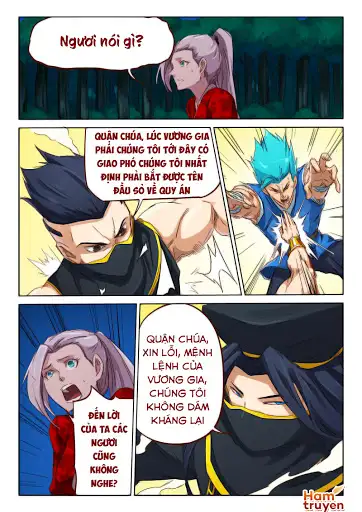 Ngươi nói gì?
QUẬN CHÚA, LÚC VƯƠNG GIA
PHÁI CHÚNG TÔI TỚI ĐÂY CÓ
GIAO PHÓ CHÚNG TÔI NHẤT
ĐỊNH PHẢI BẮT ĐƯỢC TÊN
ĐẦU SỎ VỀ QUY ÁN
QUẬN CHÚA,
XIN LỖI, MỆNH
LỆNH CỦA
VƯƠNG GIA,
CHÚNG TÔI
KHÔNG DÁM
KHÁNG LẠI
ĐẾN LỜI
CỦA TA CÁC
NGƯƠI
CŨNG
KHÔNG
NGHE?
Ham
truyen